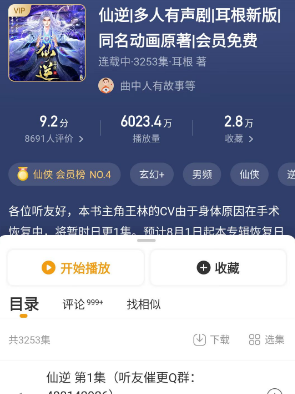 VIP
仙逆
仙逆|多人有声剧|耳根新版|
同名动画原著|会员免费
连载中·3253集·耳根 著
曲中人有故事等
9.2分 6023.4万 2.8万
8691人评价 > 播放量 收藏 >
仙侠 会员榜 NO.4 玄幻+ 男频 仙侠 逆
各位听友好，本书主角王林的CV由于身体原因在手术
恢复中，将暂时日更1集。预计8月1日起本专辑恢复日
开始播放 收藏
目录 评论 999+ 找相似
共3253集 下载 选集
仙逆 第1集（听友催更Q群：